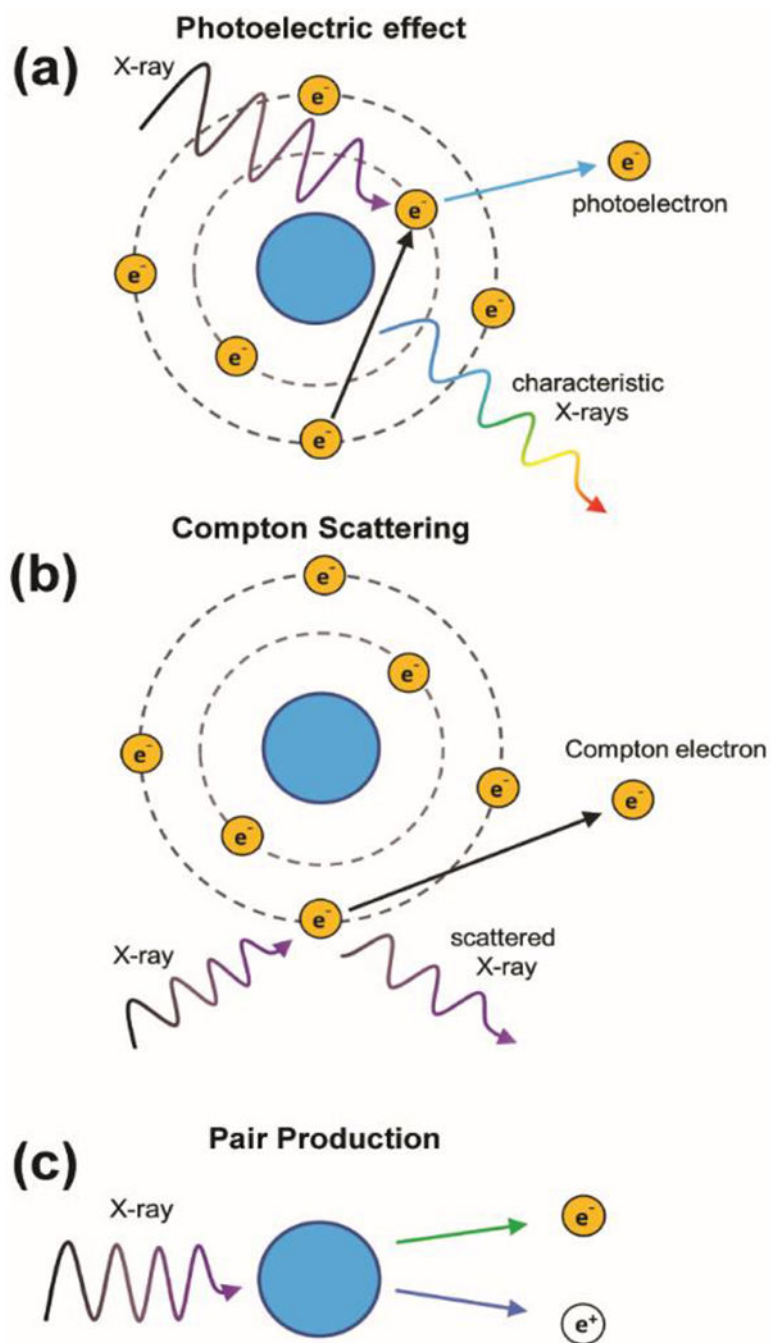 Photoelectric effect
(a)
X-ray
e⁻
e⁻
e⁻
photoelectron
e⁻
e⁻
e⁻
characteristic
X-rays
e⁻
Compton Scattering
(b)
e⁻
e⁻
e⁻
Compton electron
e⁻
e⁻
e⁻
e⁻
X-ray
scattered
X-ray
Pair Production
(c)
X-ray
e⁻
e⁺